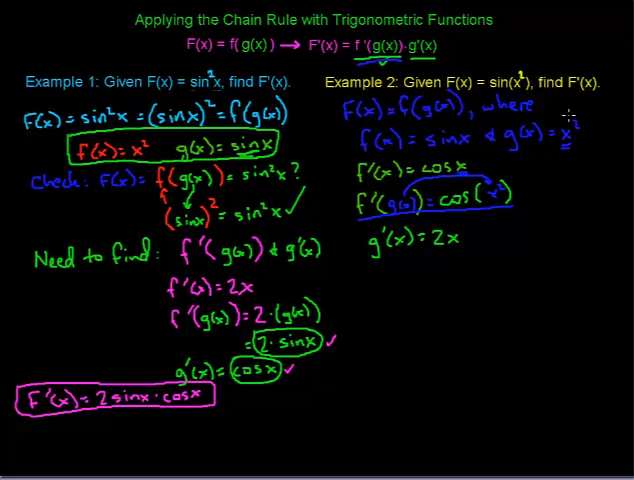 Applying the Chain Rule with Trigonometric Functions
F(x) = f( g(x)) → F'(x) = f '(g(x))·g'(x)
Example 1: Given F(x) = sin²x, find F'(x).
F(x) = sin²x = (sinx)² = f(g(x))
f(x) = x² g(x) = sinx
Check: F(x) = f(g(x)) = sin²x?
(sinx)² = sin²x ✓
Need to find: f'(g(x)) & g'(x)
f'(x) = 2x
f'(g(x)) = 2·(g(x))
= 2·sinx ✓
g'(x) = cosx ✓
F'(x) = 2sinx·cosx
Example 2: Given F(x) = sin(x²), find F'(x).
F(x) = f(g(x)), where
f(x) = sinx & g(x) = x²
f'(x) = cosx
f'(g(x)) = cos(x²)
g'(x) = 2x